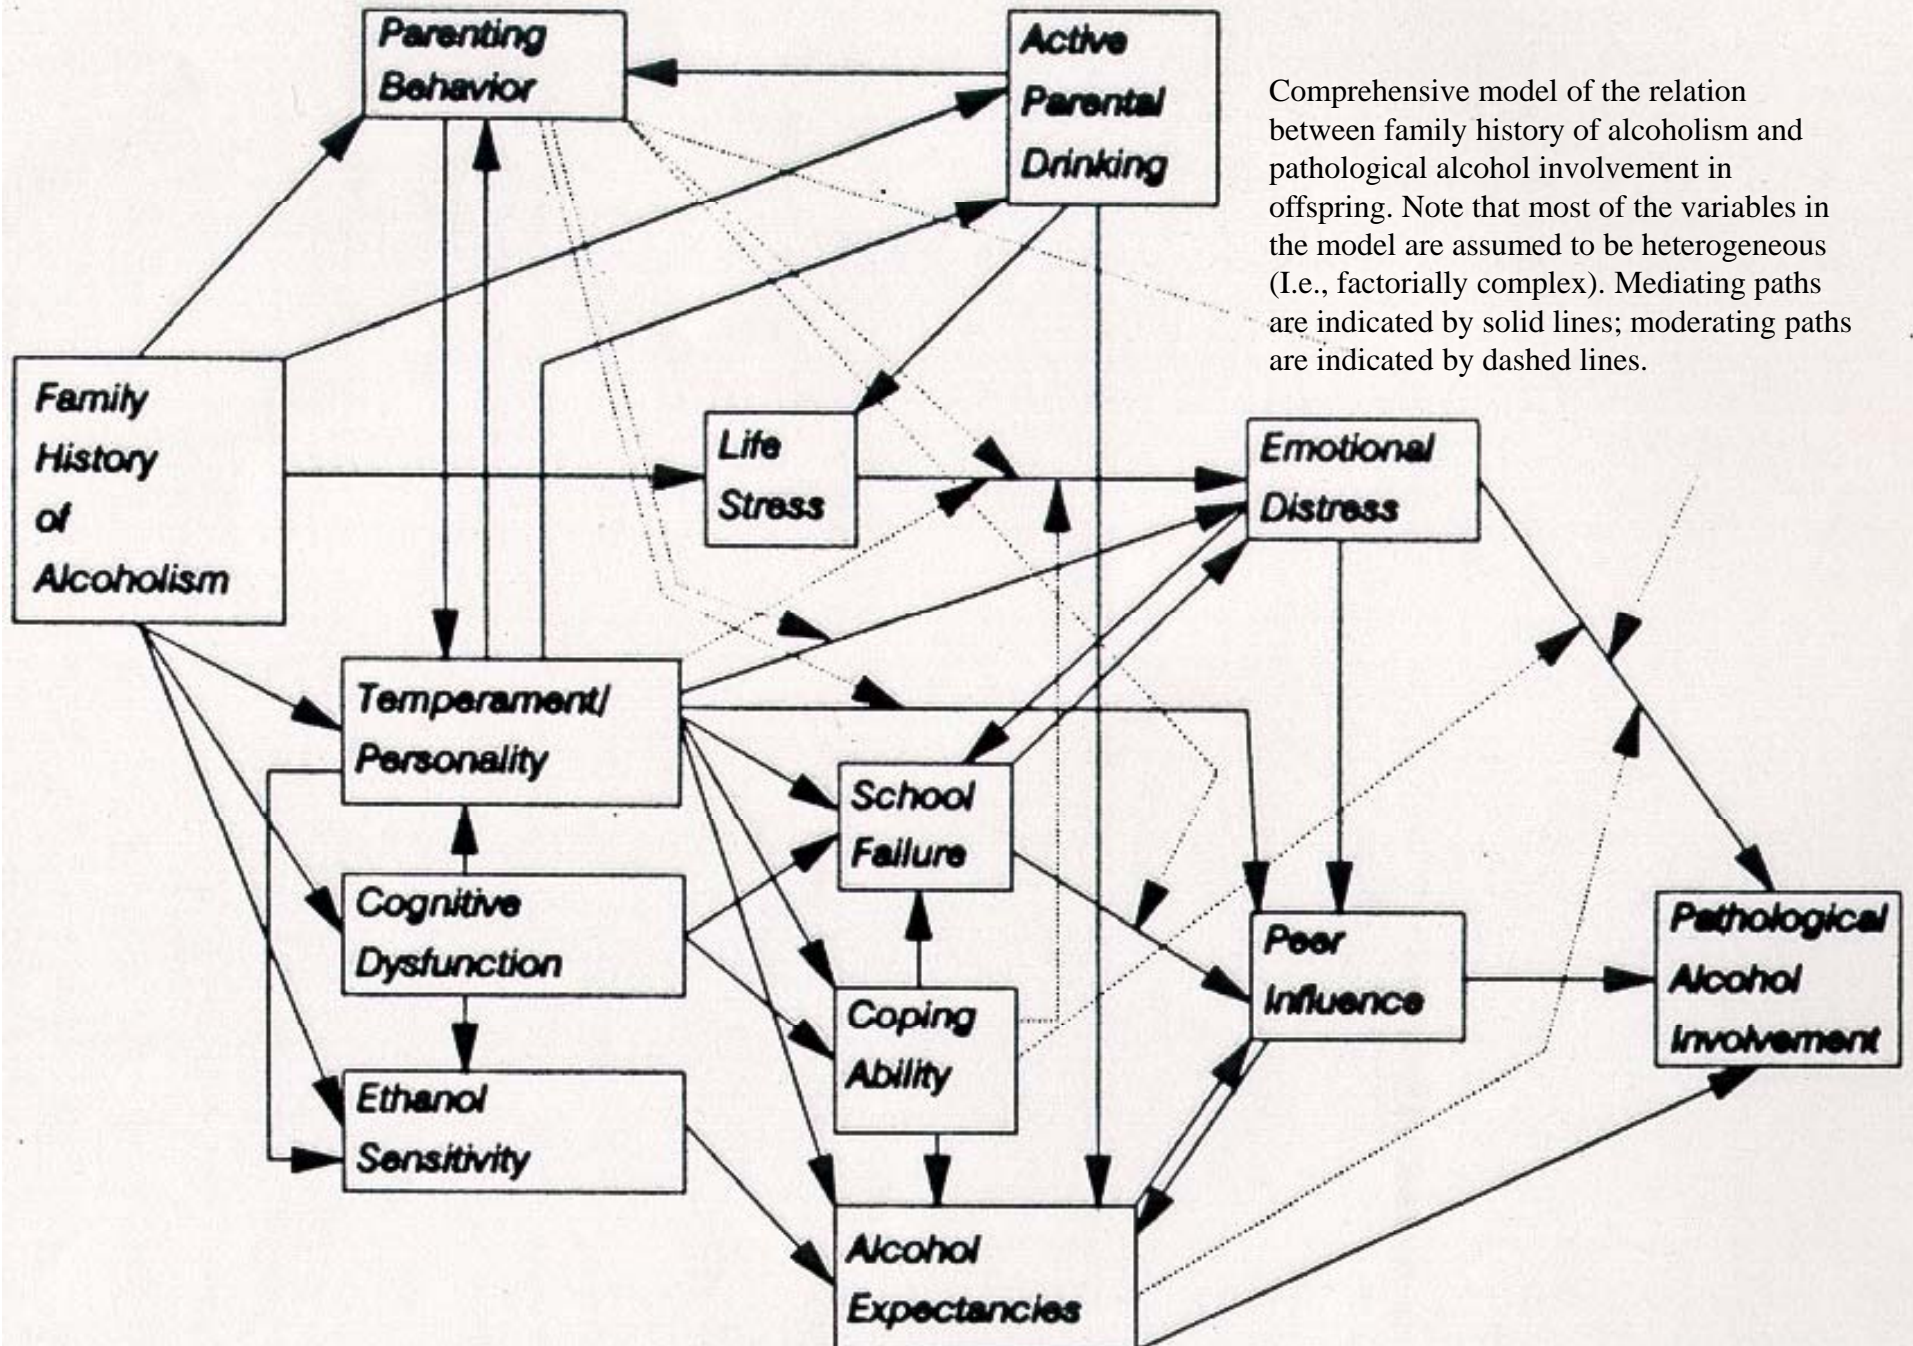 Parenting
Behavior
Active
Parental
Drinking
Comprehensive model of the relation
between family history of alcoholism and
pathological alcohol involvement in
offspring. Note that most of the variables in
the model are assumed to be heterogeneous
(I.e., factorially complex). Mediating paths
are indicated by solid lines; moderating paths
are indicated by dashed lines.
Family
History
of
Alcoholism
Life
Stress
Emotional
Distress
Temperament/
Personality
School
Failure
Cognitive
Dysfunction
Peer
Influence
Pathological
Alcohol
Involvement
Coping
Ability
Ethanol
Sensitivity
Alcohol
Expectancies